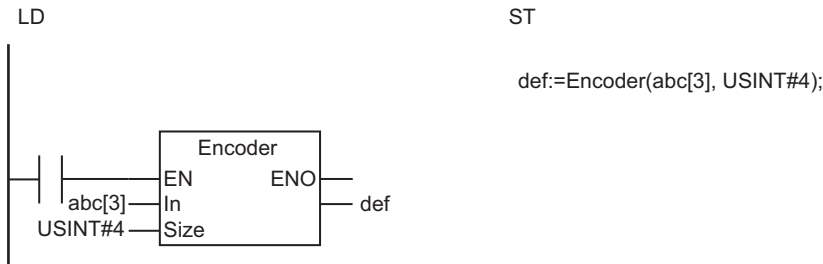 LD
ST
def:=Encoder(abc[3], USINT#4);
Encoder
EN ENO
abc[3] In def
USINT#4 Size